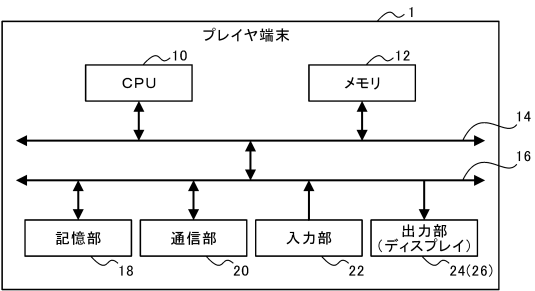 1
プレイヤ端末
10
12
CPU
メモリ
14
16
記憶部
通信部
入力部
出力部
(ディスプレイ)
18
20
22
24(26)